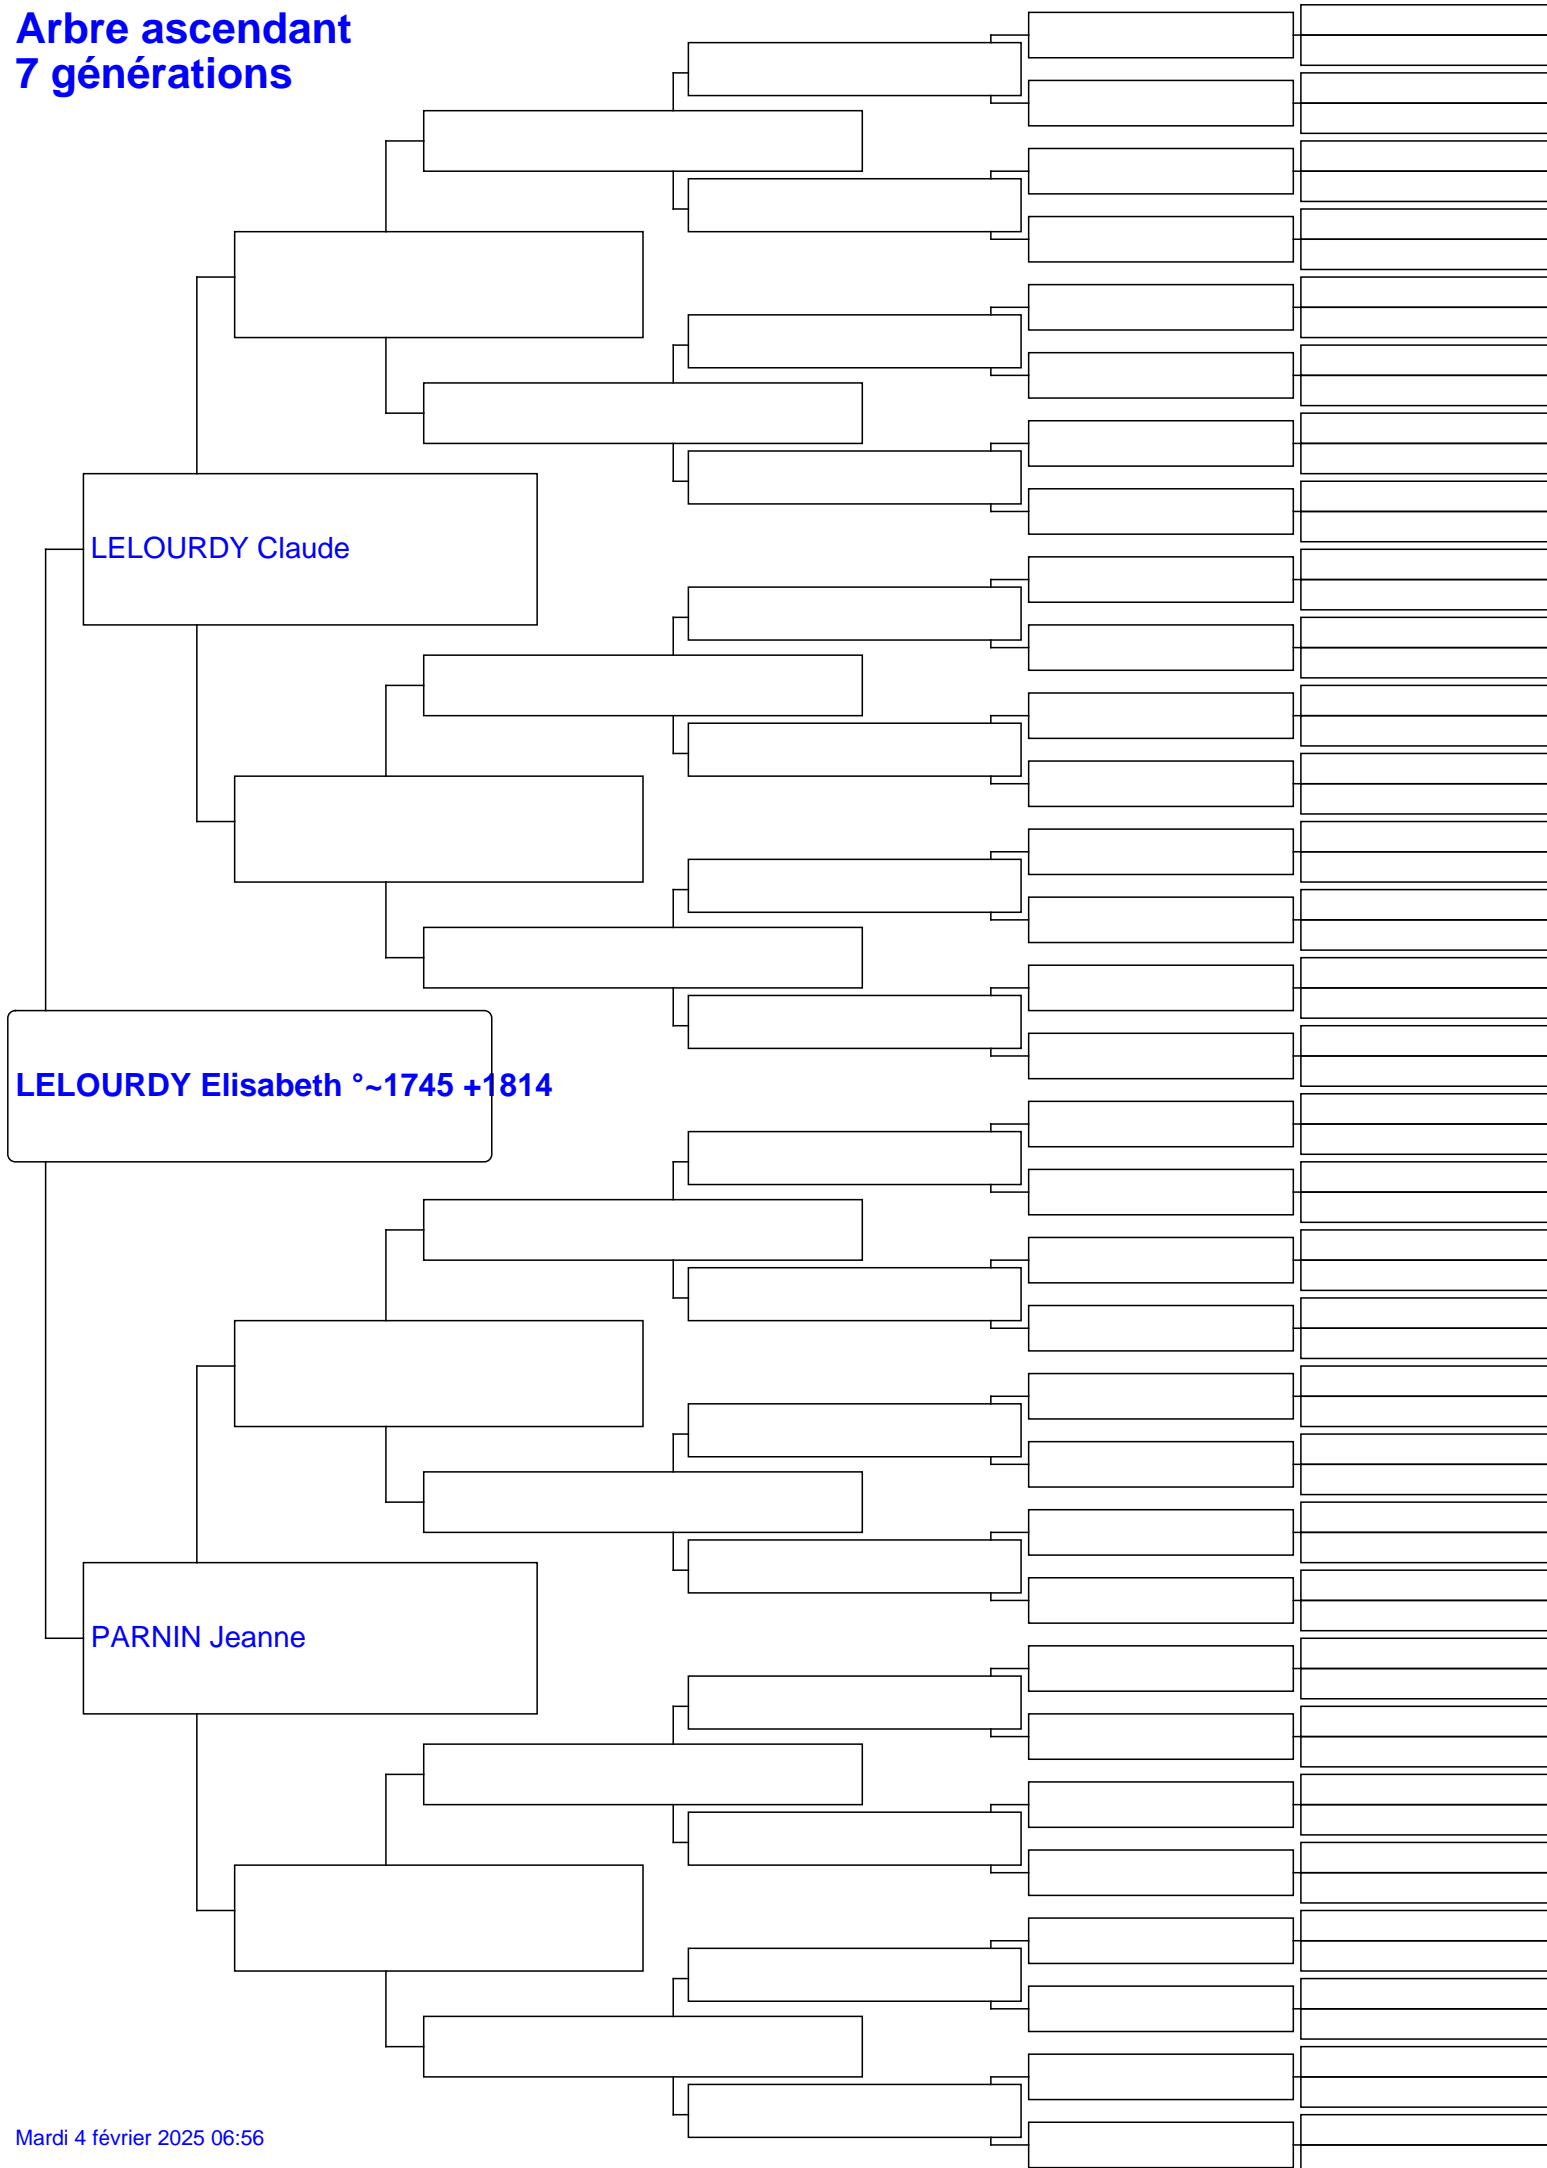 Arbre ascendant
7 générations
LELOURDY Claude
LELOURDY Elisabeth °~1745 +1814
PARNIN Jeanne
Mardi 4 février 2025 06:56